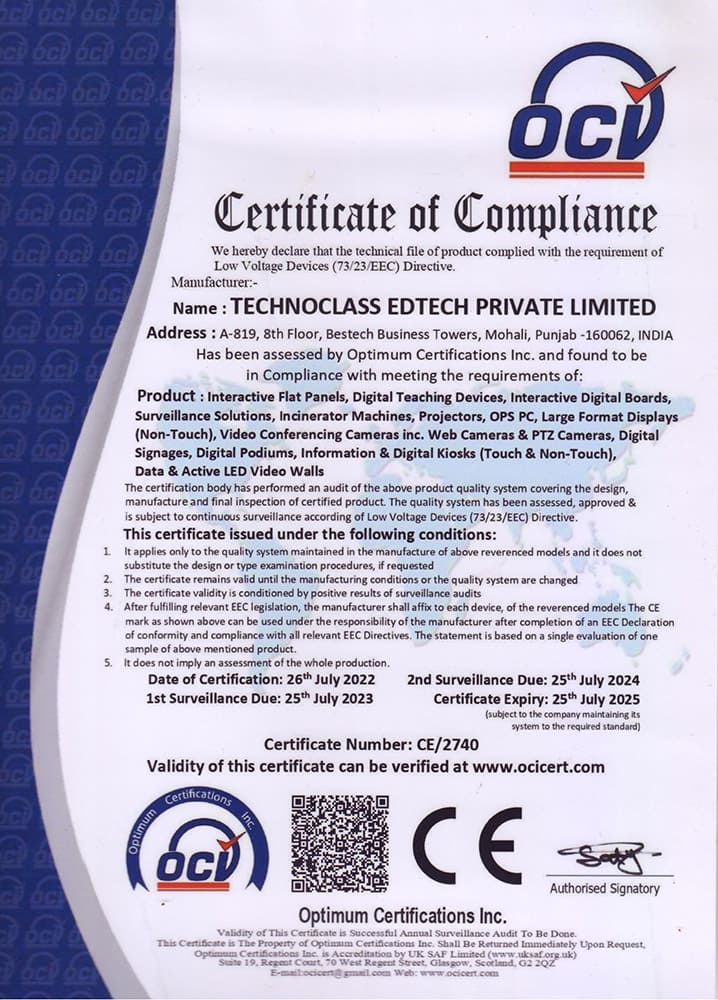 OCI
Certificate of Compliance
We hereby declare that the technical file of product complied with the requirement of
Low Voltage Devices (73/23/EEC) Directive.
Manufacturer:-
Name : TECHNOCLASS EDTECH PRIVATE LIMITED
Address : A-819, 8th Floor, Bestech Business Towers, Mohali, Punjab -160062, INDIA
Has been assessed by Optimum Certifications Inc. and found to be
in Compliance with meeting the requirements of:
Product : Interactive Flat Panels, Digital Teaching Devices, Interactive Digital Boards,
Surveillance Solutions, Incinerator Machines, Projectors, OPS PC, Large Format Displays
(Non-Touch), Video Conferencing Cameras inc. Web Cameras & PTZ Cameras, Digital
Signages, Digital Podiums, Information & Digital Kiosks (Touch & Non-Touch),
Data & Active LED Video Walls
The certification body has performed an audit of the above product quality system covering the design,
manufacture and final inspection of certified product. The quality system has been assessed, approved &
is subject to continuous surveillance according of Low Voltage Devices (73/23/EEC) Directive.
This certificate issued under the following conditions:
1. It applies only to the quality system maintained in the manufacture of above reverenced models and it does not
substitute the design or type examination procedures, if requested
2. The certificate remains valid until the manufacturing conditions or the quality system are changed
3. The certificate validity is conditioned by positive results of surveillance audits
4. After fulfilling relevant EEC legislation, the manufacturer shall affix to each device, of the reverenced models The CE
mark as shown above can be used under the responsibility of the manufacturer after completion of an EEC Declaration
of conformity and compliance with all relevant EEC Directives. The statement is based on a single evaluation of one
sample of above mentioned product.
5. It does not imply an assessment of the whole production.
Date of Certification: 26th July 2022 2nd Surveillance Due: 25th July 2024
1st Surveillance Due: 25th July 2023 Certificate Expiry: 25th July 2025
(subject to the company maintaining its
system to the required standard)
Certificate Number: CE/2740
Validity of this certificate can be verified at www.ocicert.com
Optimum Certifications Inc.
OCI
CE
Authorised Signatory
Optimum Certifications Inc.
Validity of This Certificate is Successful Annual Surveillance Audit To Be Done.
This Certificate is The Property of Optimum Certifications Inc. Shall Be Returned Immediately Upon Request,
Optimum Certifications Inc. is Accreditation by UK SAF Limited (www.uksaf.org.uk)
Suite 19, Regent Court, 70 West Regent Street, Glasgow, Scotland, G2 2QZ
E-mail:ocicert@gmail.com Web: www.ocicert.com